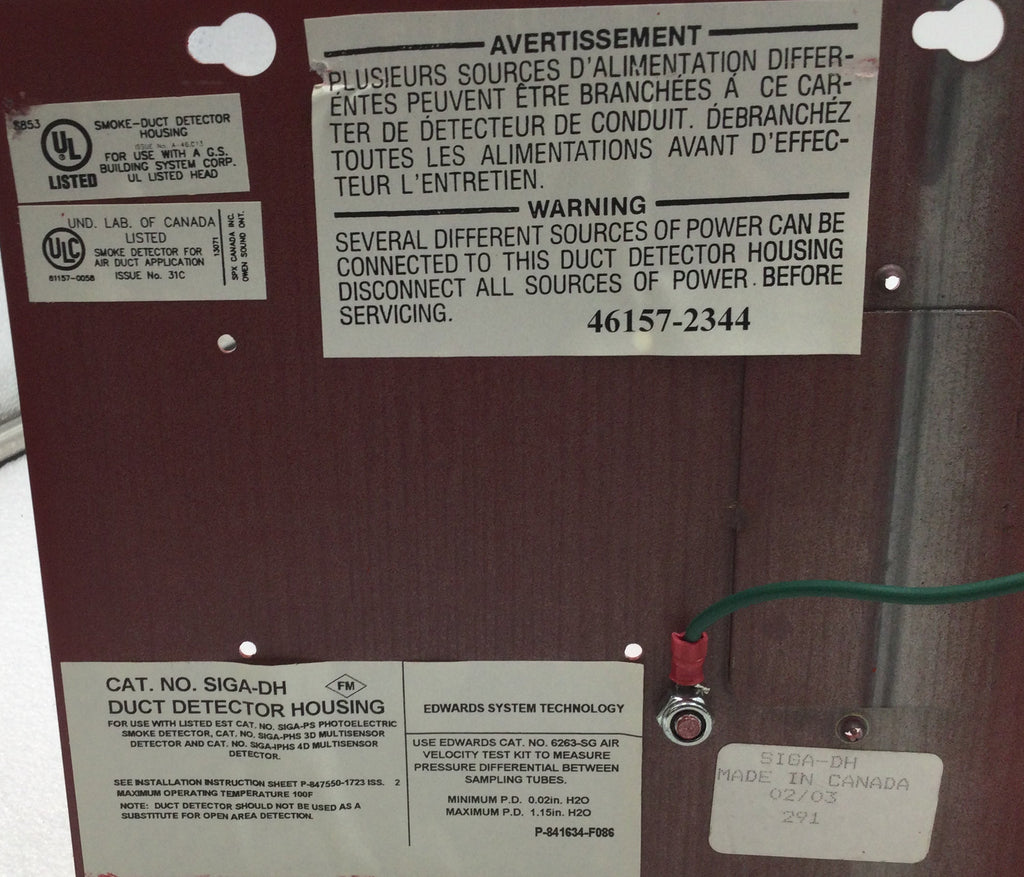 AVERTISSEMENT
PLUSIEURS SOURCES D'ALIMENTATION DIFFER-
ENTES PEUVENT ÊTRE BRANCHÉES Á CE CAR-
TER DE DÉTECTEUR DE CONDUIT. DÉBRANCHÉZ
TOUTES LES ALIMENTATIONS AVANT D'EFFEC-
TEUR L'ENTRETIEN.
WARNING
SEVERAL DIFFERENT SOURCES OF POWER CAN BE
CONNECTED TO THIS DUCT DETECTOR HOUSING
DISCONNECT ALL SOURCES OF POWER BEFORE
SERVICING.
46157-2344
S853
UL
LISTED
SMOKE-DUCT DETECTOR
HOUSING
ISSUE No.
FOR USE WITH A G.S.
BUILDING SYSTEM CORP.
UL LISTED HEAD
UND. LAB. OF CANADA
LISTED
ULC
SMOKE DETECTOR FOR
AIR DUCT APPLICATION
61157-0058
ISSUE No. 31C
13071
SPX CANADA INC.
OWEN SOUND ONT.
CAT. NO. SIGA-DH
FM
DUCT DETECTOR HOUSING
FOR USE WITH LISTED EST CAT. NO. SIGA-PS PHOTOELECTRIC
SMOKE DETECTOR, CAT. NO. SIGA-PHS 3D MULTISENSOR
DETECTOR AND CAT. NO. SIGA-IPHS 4D MULTISENSOR
DETECTOR.
SEE INSTALLATION INSTRUCTION SHEET P-847550-1723 ISS. 2
MAXIMUM OPERATING TEMPERATURE 100F
NOTE: DUCT DETECTOR SHOULD NOT BE USED AS A
SUBSTITUTE FOR OPEN AREA DETECTION.
EDWARDS SYSTEM TECHNOLOGY
USE EDWARDS CAT. NO. 6263-SG AIR
VELOCITY TEST KIT TO MEASURE
PRESSURE DIFFERENTIAL BETWEEN
SAMPLING TUBES.
MINIMUM P.D. 0.02in. H2O
MAXIMUM P.D. 1.15in. H2O
P-841634-F086
SIGA-DH
MADE IN CANADA
02/03
291